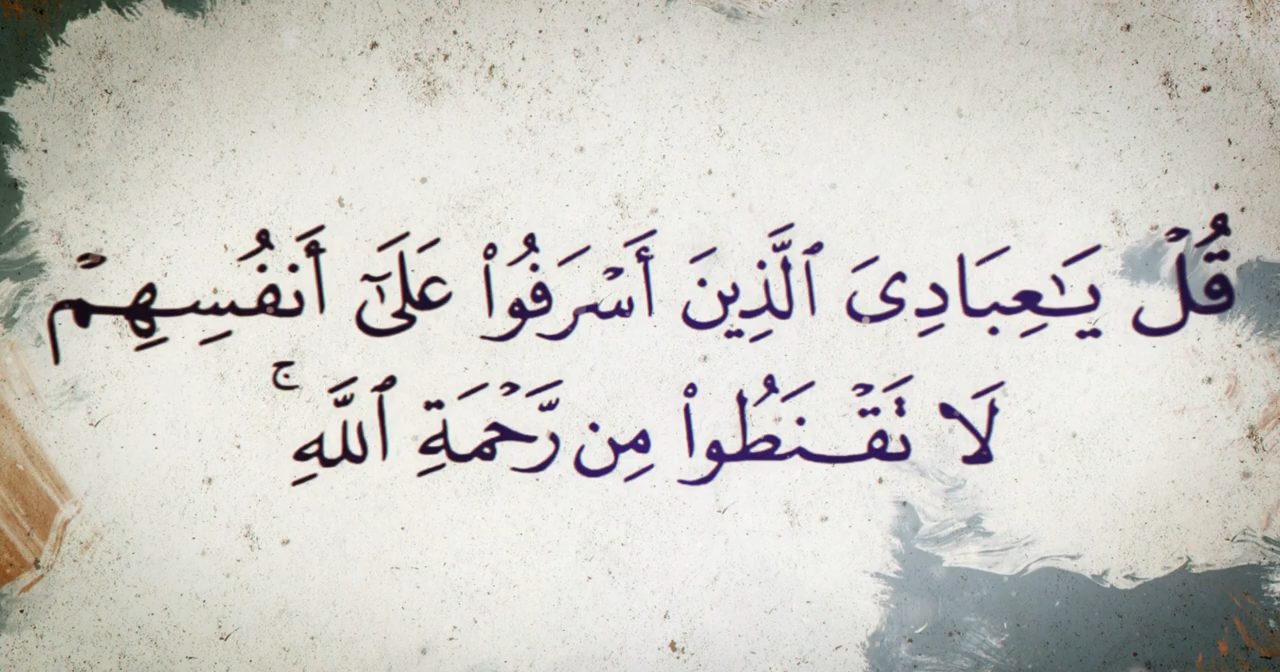 قُلْ يَـٰعِبَادِىَ ٱلَّذِينَ أَسْرَفُوا۟ عَلَىٰٓ أَنفُسِهِمْ
لَا تَقْنَطُوا۟ مِن رَّحْمَةِ ٱللَّهِ ۚ